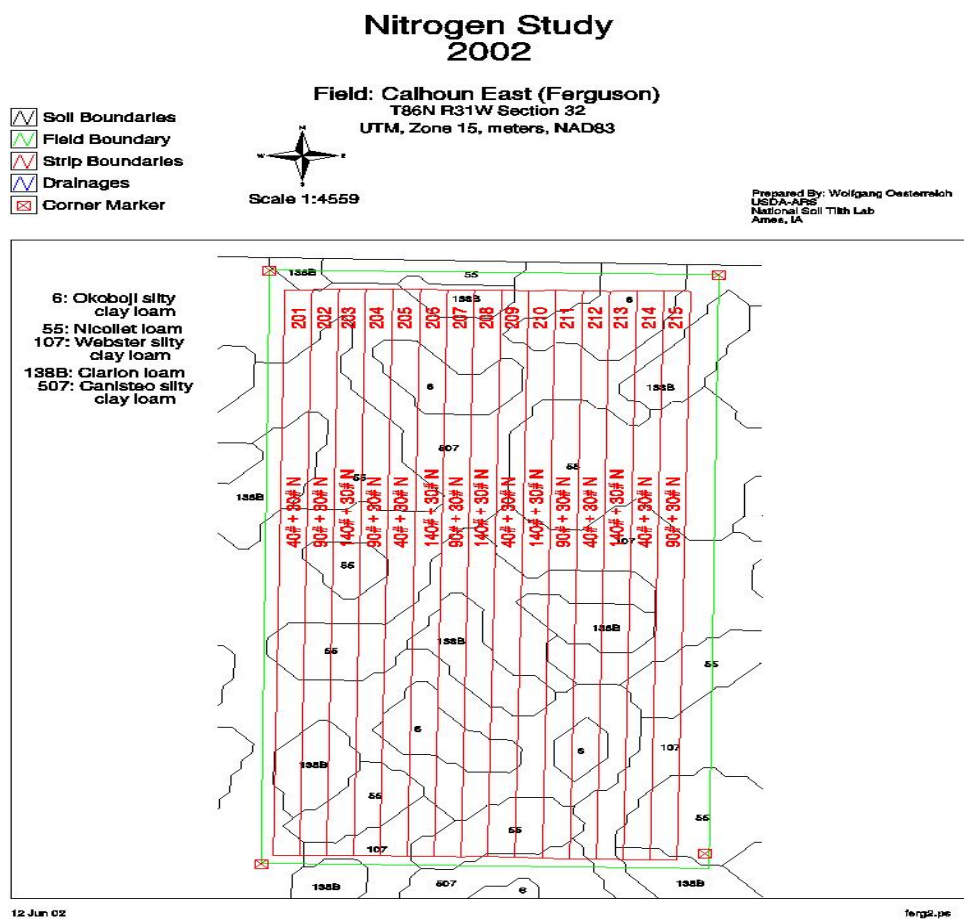 Nitrogen Study
2002
Field: Calhoun East (Ferguson)
T86N R31W Section 32
UTM, Zone 15, meters, NAD83
Soil Boundaries
Field Boundary
Strip Boundaries
Drainages
Corner Marker
N
W E
S
Scale 1:4559
Prepared By: Wolfgang Oesterreich
USDA-ARS
National Soil Tilth Lab
Ames, IA
6: Okoboji silty
clay loam
55: Nicollet loam
107: Webster silty
clay loam
138B: Clarion loam
507: Canisteo silty
clay loam
138B
55
138B
6
201
202
203
204
205
206
207
208
209
210
211
212
213
214
215
6
138B
507
55
55
138B
40# + 30# N
90# + 30# N
140# + 30# N
90# + 30# N
40# + 30# N
140# + 30# N
90# + 30# N
140# + 30# N
40# + 30# N
140# + 30# N
90# + 30# N
40# + 30# N
140# + 30# N
40# + 30# N
90# + 30# N
107
55
138B
138B
55
55
6
6
107
138B
55
55
55
107
138B
507
6
138B
12 Jun 02
ferg2.ps